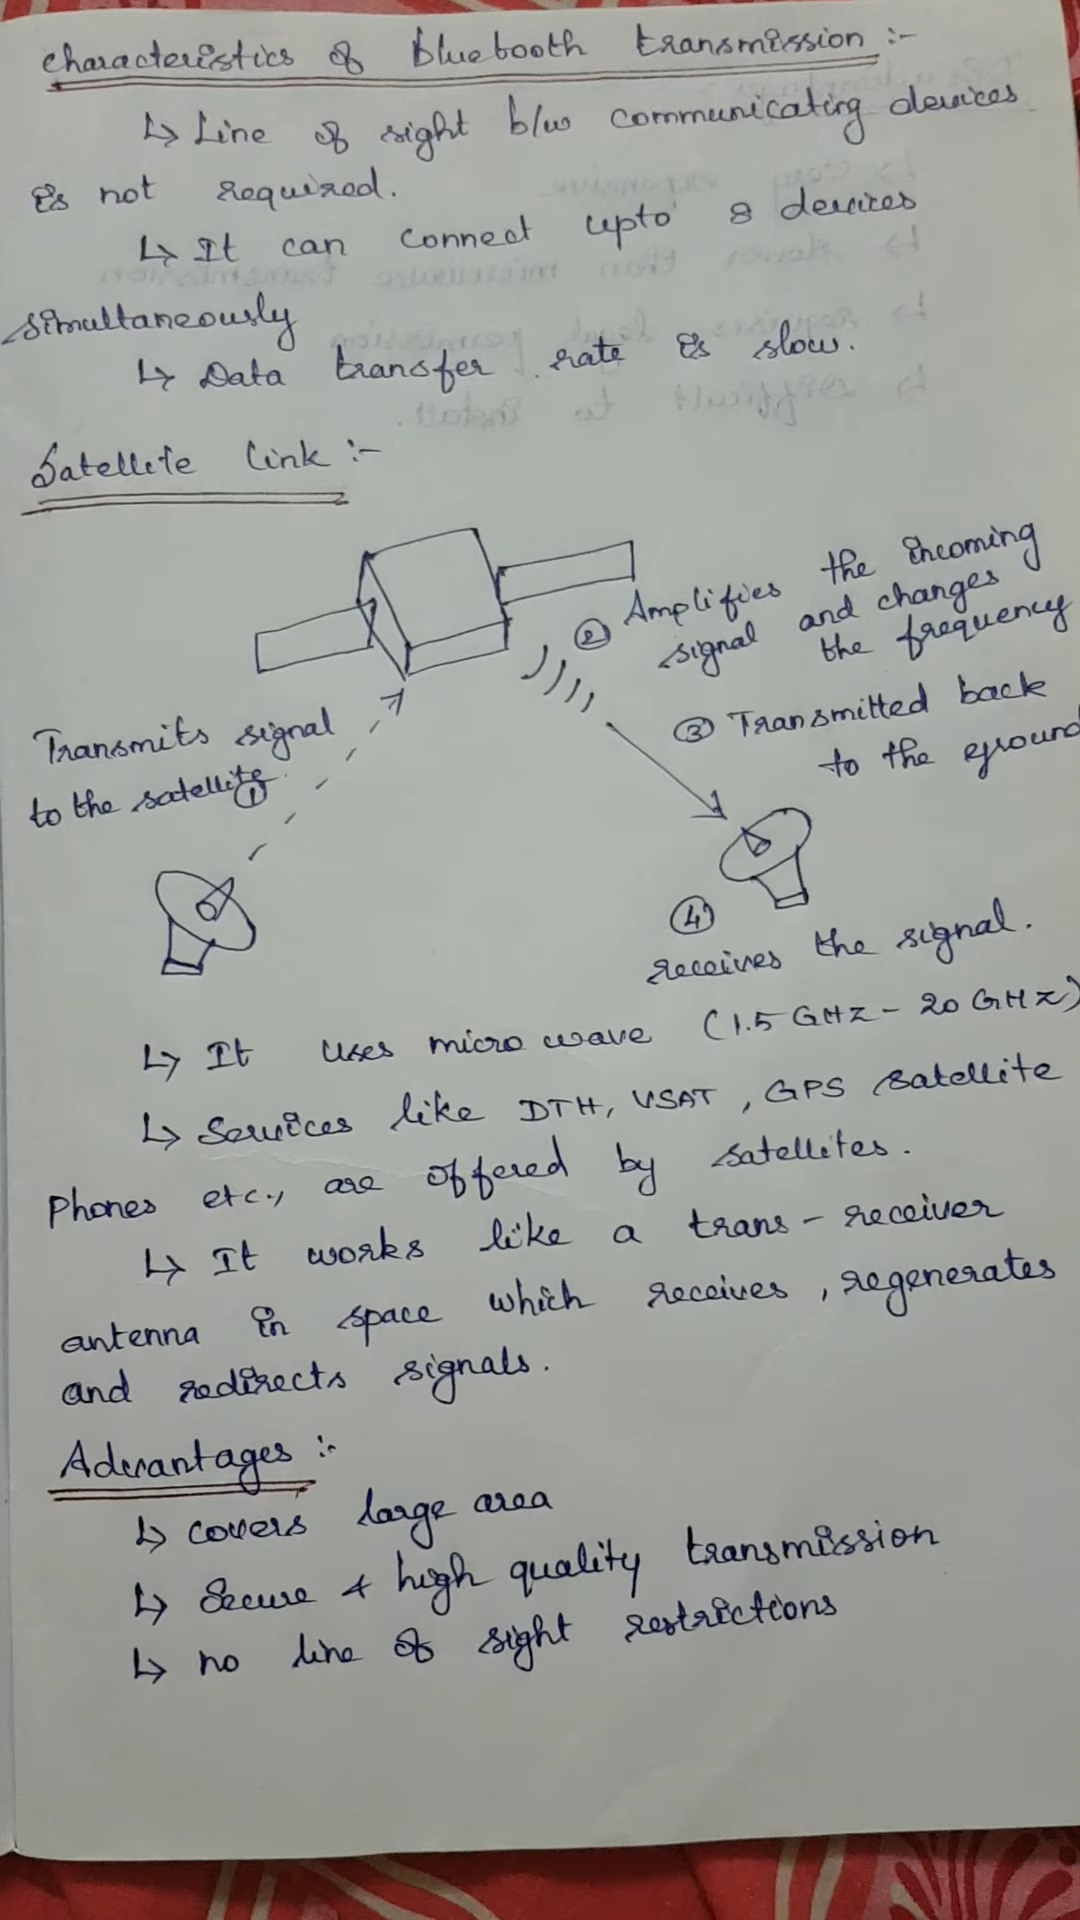 characteristics of bluetooth transmission :-
↳ Line of sight b/w communicating devices
is not required.
↳ It can connect upto 8 devices
simultaneously
↳ Data transfer rate is slow.
Satellite link :-
② Amplifies the incoming
signal and changes
the frequency
③ Transmitted back
to the ground
Transmits signal
to the satellite ①
④
receives the signal.
↳ It uses micro wave (1.5 GHz - 20 GHz)
↳ Services like DTH, VSAT, GPS satellite
Phones etc., are offered by satellites.
↳ It works like a trans - receiver
antenna in space which receives, regenerates
and redirects signals.
Advantages :-
↳ covers large area
↳ Secure & high quality transmission
↳ no line of sight restrictions